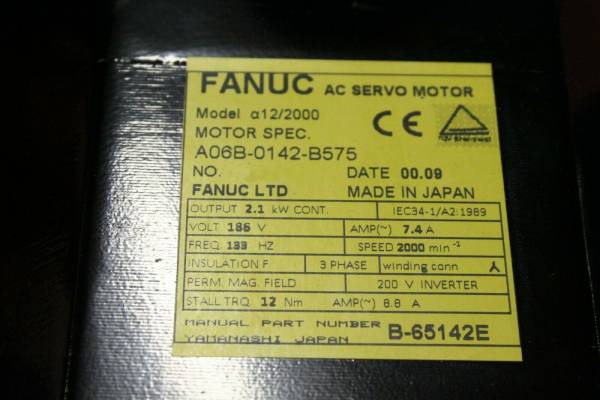 FANUC AC SERVO MOTOR
Model α12/2000
MOTOR SPEC.
A06B-0142-B575
NO. DATE 00.09
FANUC LTD MADE IN JAPAN
OUTPUT 2.1 kW CONT. IEC34-1/A2:1989
VOLT 186 V AMP(~) 7.4 A
FREQ. 133 HZ SPEED 2000 min⁻¹
INSULATION F 3 PHASE winding conn
PERM. MAG. FIELD 200 V INVERTER
STALL TRQ. 12 Nm AMP(~) 8.8 A
MANUAL PART NUMBER B-65142E
YAMANASHI JAPAN